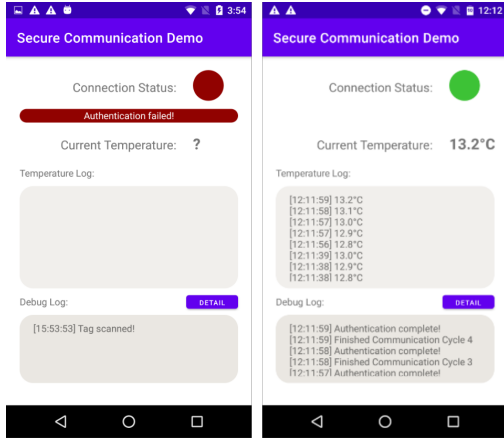 3:54
Secure Communication Demo
Connection Status:
Authentication failed!
Current Temperature: ?
Temperature Log:
Debug Log:
DETAIL
[15:53:53] Tag scanned!
12:12
Secure Communication Demo
Connection Status:
Current Temperature: 13.2°C
Temperature Log:
[12:11:59] 13.2°C
[12:11:58] 13.1°C
[12:11:57] 13.0°C
[12:11:57] 12.9°C
[12:11:56] 12.8°C
[12:11:39] 13.0°C
[12:11:38] 12.9°C
[12:11:38] 12.8°C
Debug Log:
DETAIL
[12:11:59] Authentication complete!
[12:11:59] Finished Communication Cycle 4
[12:11:58] Authentication complete!
[12:11:58] Finished Communication Cycle 3
[12:11:57] Authentication complete!